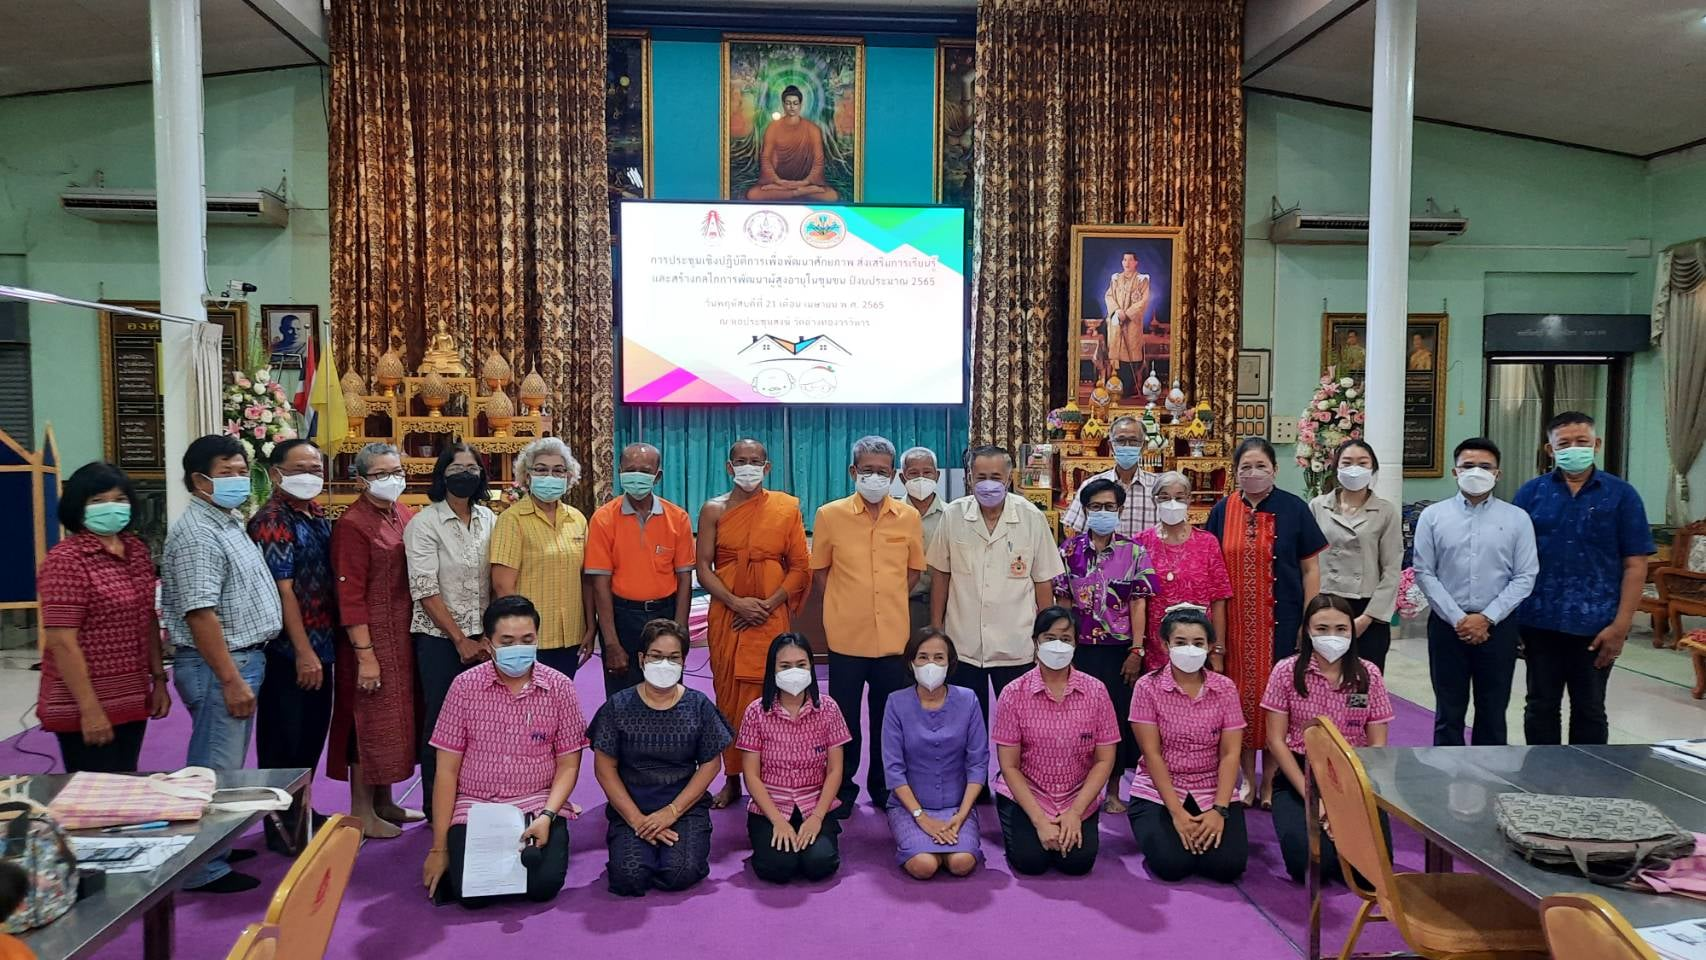 การประชุมเชิงปฏิบัติการเพื่อพัฒนาศักยภาพ ส่งเสริมการเรียนรู้
และสร้างกลไกการพัฒนาผู้สูงอายุในชุมชน ปีงบประมาณ 2565
วันพฤหัสบดีที่ 21 เดือน เมษายน พ.ศ. 2565
ณ หอประชุมสงฆ์ วัดอ่างทองวรวิหาร